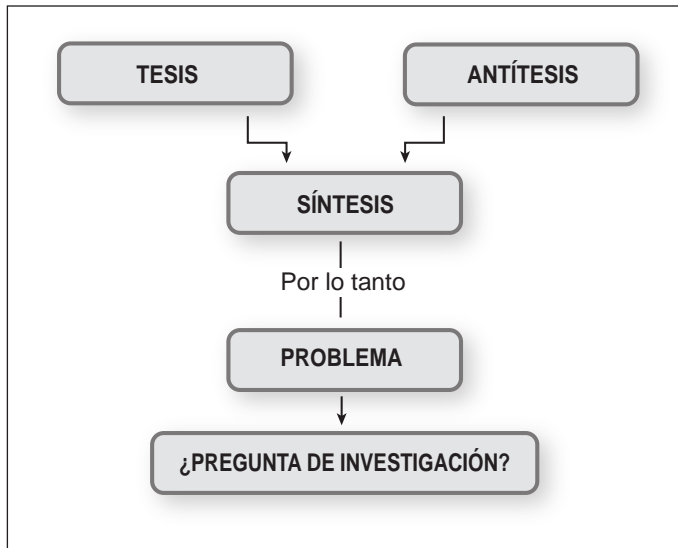 TESIS
ANTÍTESIS
SÍNTESIS
Por lo tanto
PROBLEMA
¿PREGUNTA DE INVESTIGACIÓN?